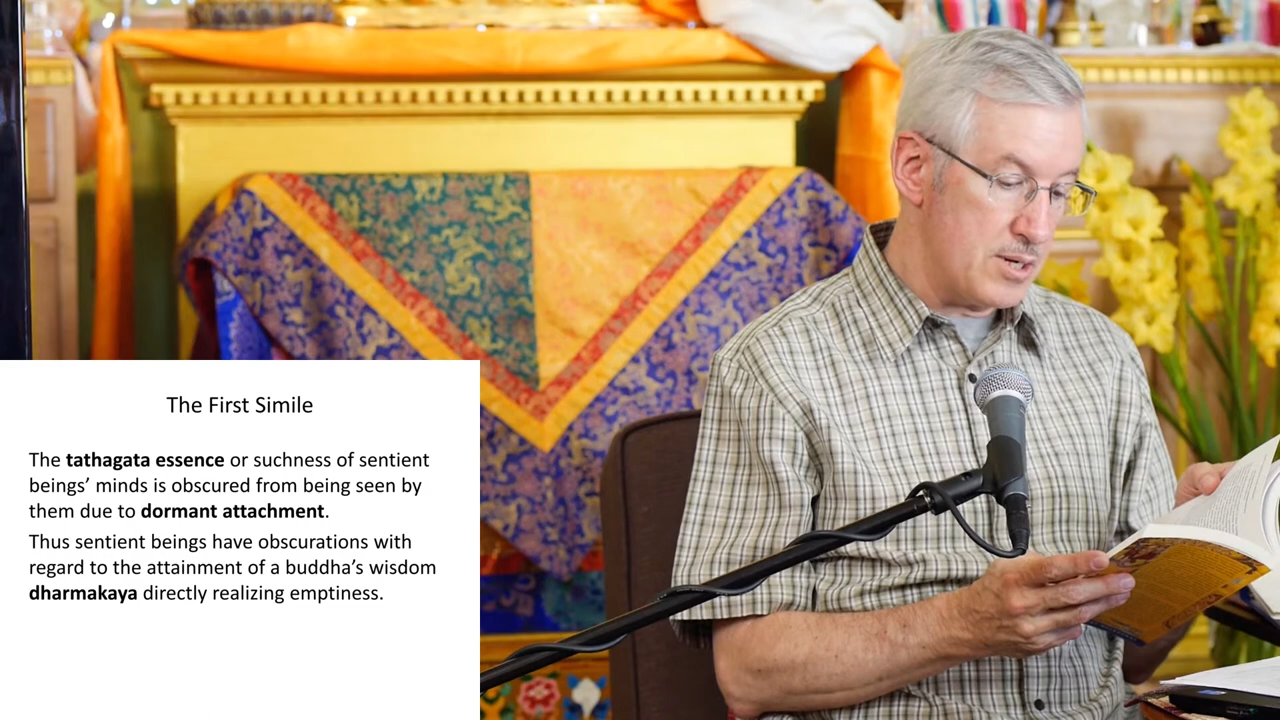 The First Simile
The tathagata essence or suchness of sentient
beings’ minds is obscured from being seen by
them due to dormant attachment.
Thus sentient beings have obscurations with
regard to the attainment of a buddha’s wisdom
dharmakaya directly realizing emptiness.